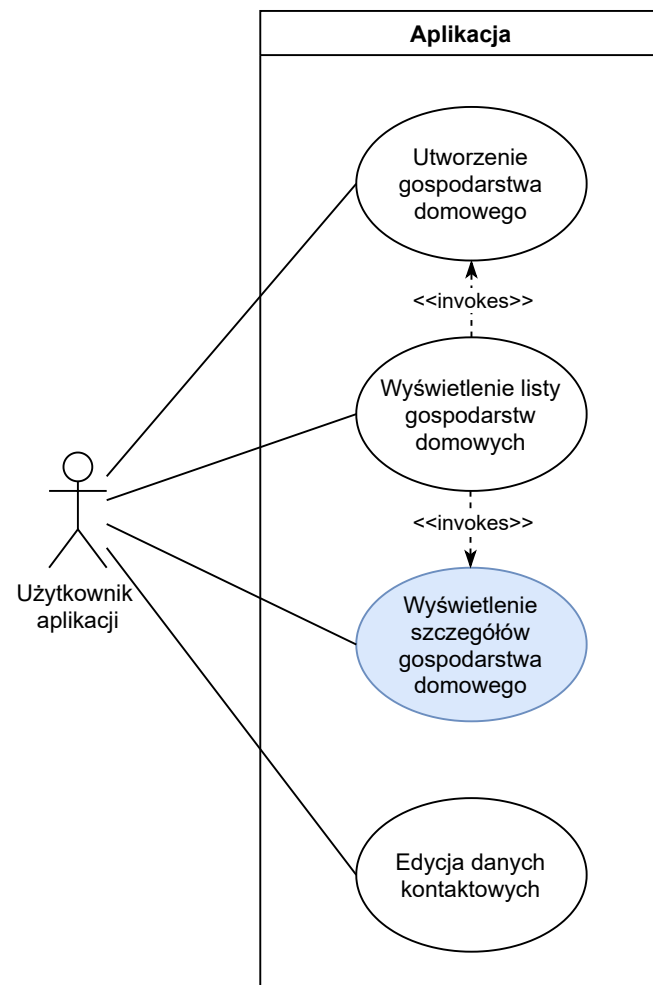 Aplikacja
Utworzenie
gospodarstwa
domowego
<<invokes>>
Wyświetlenie listy
gospodarstw
domowych
<<invokes>>
Użytkownik
aplikacji
Wyświetlenie
szczegółów
gospodarstwa
domowego
Edycja danych
kontaktowych